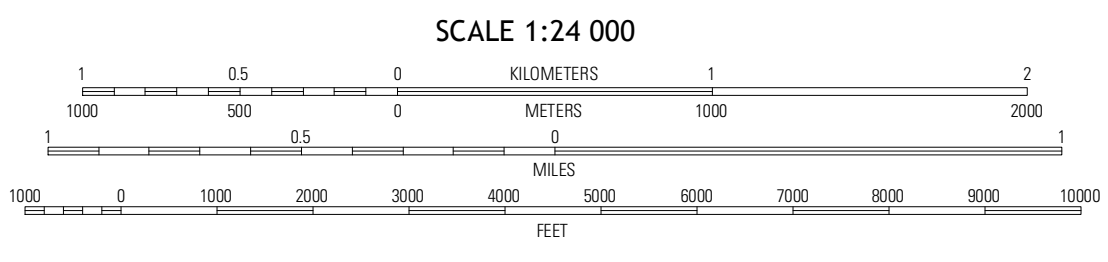 SCALE 1:24 000
1 0.5 0 KILOMETERS 1 2
1000 500 0 METERS 1000 2000
1 0.5 0 1
MILES
1000 0 1000 2000 3000 4000 5000 6000 7000 8000 9000 10000
FEET